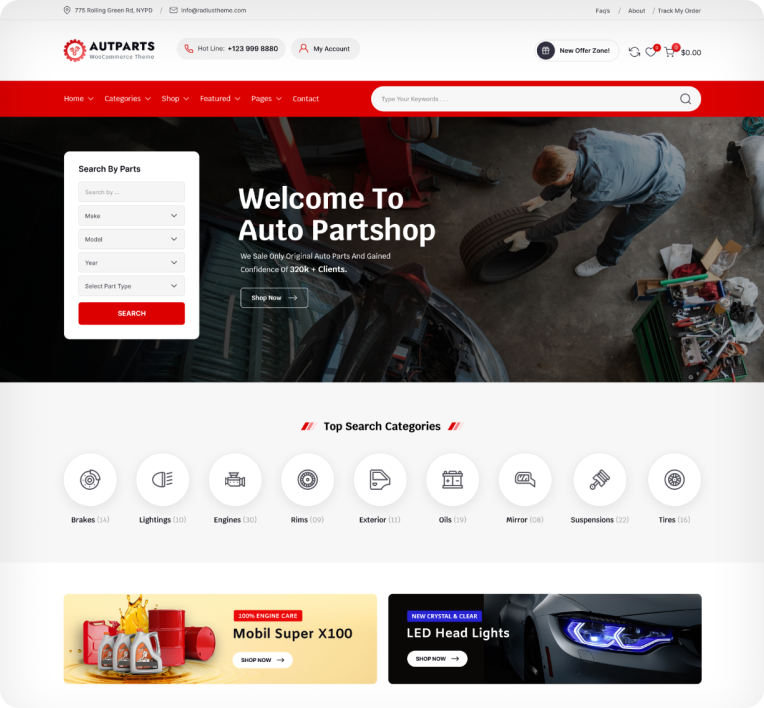 775 Rolling Green Rd, NYPD / info@radiustheme.com
Faq's / About / Track My Order
AUTPARTS
WooCommerce Theme
Hot Line: +123 999 8880
My Account
New Offer Zone!
0
0
$0.00
Home Categories Shop Featured Pages Contact
Type Your Keywords . . .
Search By Parts
Search by ...
Make
Model
Year
Select Part Type
SEARCH
Welcome To
Auto Partshop
We Sale Only Original Auto Parts And Gained
Confidence Of 320k + Clients.
Shop Now
Top Search Categories
Brakes (14) Lightings (10) Engines (30) Rims (09) Exterior (11) Oils (19) Mirror (08) Suspensions (22) Tires (16)
100% ENGINE CARE
Mobil Super X100
SHOP NOW
NEW CRYSTAL & CLEAR
LED Head Lights
SHOP NOW